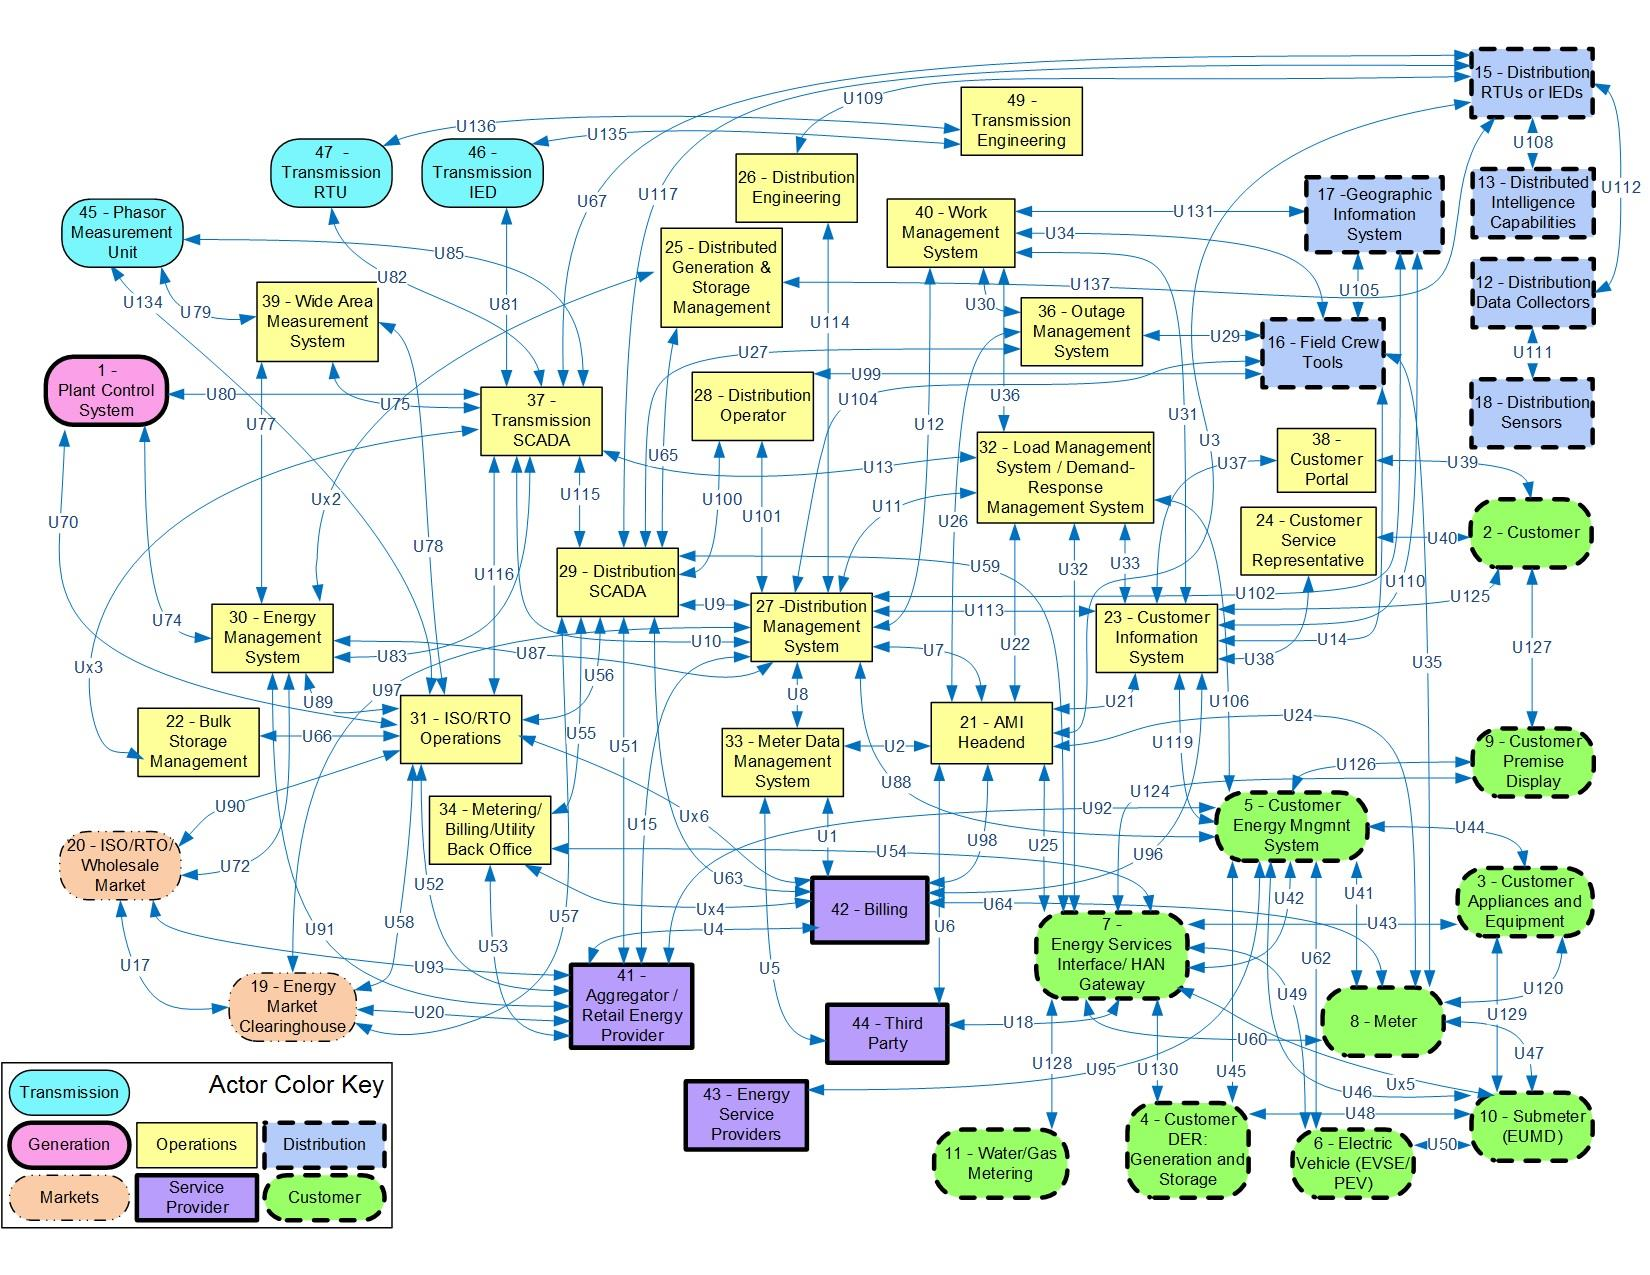 15 - Distribution
RTUs or IEDs
U109
49 -
Transmission
Engineering
U136
U135
47 -
Transmission
RTU
46 -
Transmission
IED
U108
26 - Distribution
Engineering
13 - Distributed
Intelligence
Capabilities
U112
17 -Geographic
Information
System
U117
U67
45 - Phasor
Measurement
Unit
40 - Work
Management
System
U131
U34
25 - Distributed
Generation &
Storage
Management
U85
U82
U137
12 - Distribution
Data Collectors
U105
U134
U79
U81
39 - Wide Area
Measurement
System
U30
36 - Outage
Management
System
U114
U29
16 - Field Crew
Tools
U111
U27
1 -
Plant Control
System
U80
U75
U99
U104
28 - Distribution
Operator
U36
18 - Distribution
Sensors
37 -
Transmission
SCADA
U77
U12
U31
U3
32 - Load Management
System / Demand-
Response
Management System
38 -
Customer
Portal
U65
U13
U37
U39
Ux2
U115
U100
U101
U11
U26
24 - Customer
Service
Representative
2 - Customer
U40
U70
U78
U116
29 - Distribution
SCADA
U59
U32
U33
U110
U102
U125
U9
27 -Distribution
Management
System
U113
23 - Customer
Information
System
U74
30 - Energy
Management
System
U10
U14
U83
U87
U7
U22
U38
U127
U35
Ux3
U56
U97
U89
U8
U21
U106
22 - Bulk
Storage
Management
31 - ISO/RTO
Operations
21 - AMI
Headend
U24
U66
U55
U51
33 - Meter Data
Management
System
U2
U119
9 - Customer
Premise
Display
U126
U88
U124
U90
34 - Metering/
Billing/Utility
Back Office
Ux6
U15
U92
5 - Customer
Energy Mngmnt
System
U44
U1
U98
U25
20 - ISO/RTO/
Wholesale
Market
U72
U54
U96
U52
U63
3 - Customer
Appliances and
Equipment
U41
U42
42 - Billing
U64
Ux4
U57
U58
U91
U4
U6
U43
U53
7 -
Energy Services
Interface/ HAN
Gateway
U62
U17
U93
U5
19 - Energy
Market
Clearinghouse
41 -
Aggregator /
Retail Energy
Provider
U49
U120
U20
U129
8 - Meter
44 - Third
Party
U18
U60
U47
U128
U95
U130
U45
Ux5
U46
43 - Energy
Service
Providers
U48
10 - Submeter
(EUMD)
4 - Customer
DER:
Generation and
Storage
6 - Electric
Vehicle (EVSE/
PEV)
U50
11 - Water/Gas
Metering
Actor Color Key
Transmission
Generation
Operations
Distribution
Markets
Service
Provider
Customer